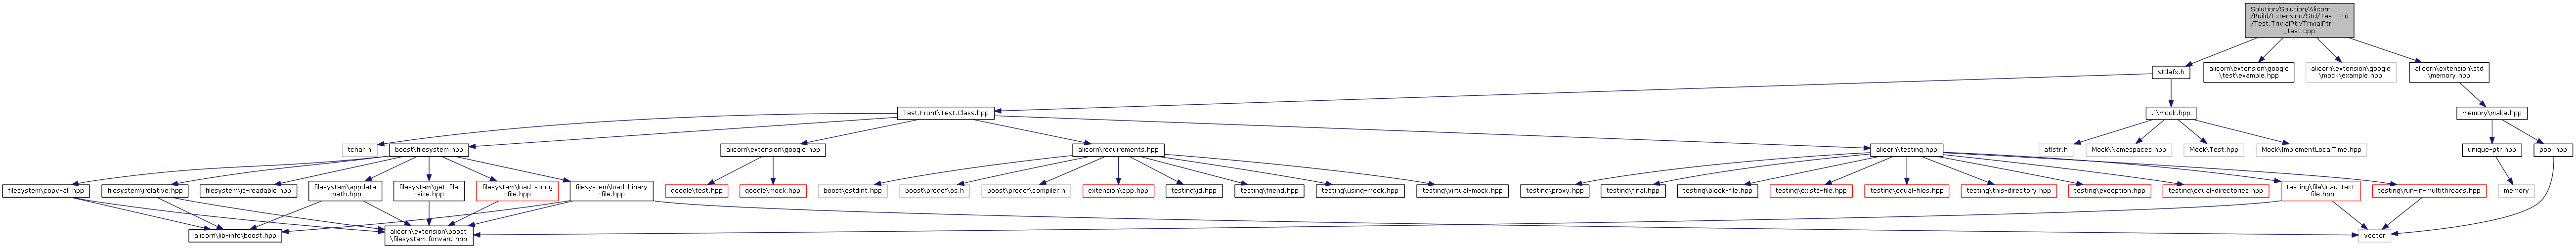 Solution/Solution/Alicorn
/Build/Extension/Std/Test.Std
/Test.TrivialPtr/TrivialPtr
_test.cpp
stdafx.h
alicorn\extension\google
\test\example.hpp
alicorn\extension\google
\mock\example.hpp
alicorn\extension\std
\memory.hpp
Test.Front\Test.Class.hpp
..\mock.hpp
memory\make.hpp
tchar.h
boost\filesystem.hpp
alicorn\extension\google.hpp
alicorn\requirements.hpp
alicorn\testing.hpp
atlstr.h
Mock\Namespaces.hpp
Mock\Test.hpp
Mock\ImplementLocalTime.hpp
unique-ptr.hpp
pool.hpp
filesystem\copy-all.hpp
filesystem\relative.hpp
filesystem\is-readable.hpp
filesystem\appdata
-path.hpp
filesystem\get-file
-size.hpp
filesystem\load-string
-file.hpp
filesystem\load-binary
-file.hpp
google\test.hpp
google\mock.hpp
boost\cstdint.hpp
boost\predef\os.h
boost\predef\compiler.h
extension\cpp.hpp
testing\id.hpp
testing\friend.hpp
testing\using-mock.hpp
testing\virtual-mock.hpp
testing\proxy.hpp
testing\final.hpp
testing\block-file.hpp
testing\exists-file.hpp
testing\equal-files.hpp
testing\this-directory.hpp
testing\exception.hpp
testing\equal-directories.hpp
testing\file\load-text
-file.hpp
testing\run-in-multithreads.hpp
memory
alicorn\lib-info\boost.hpp
alicorn\extension\boost
\filesystem.forward.hpp
vector